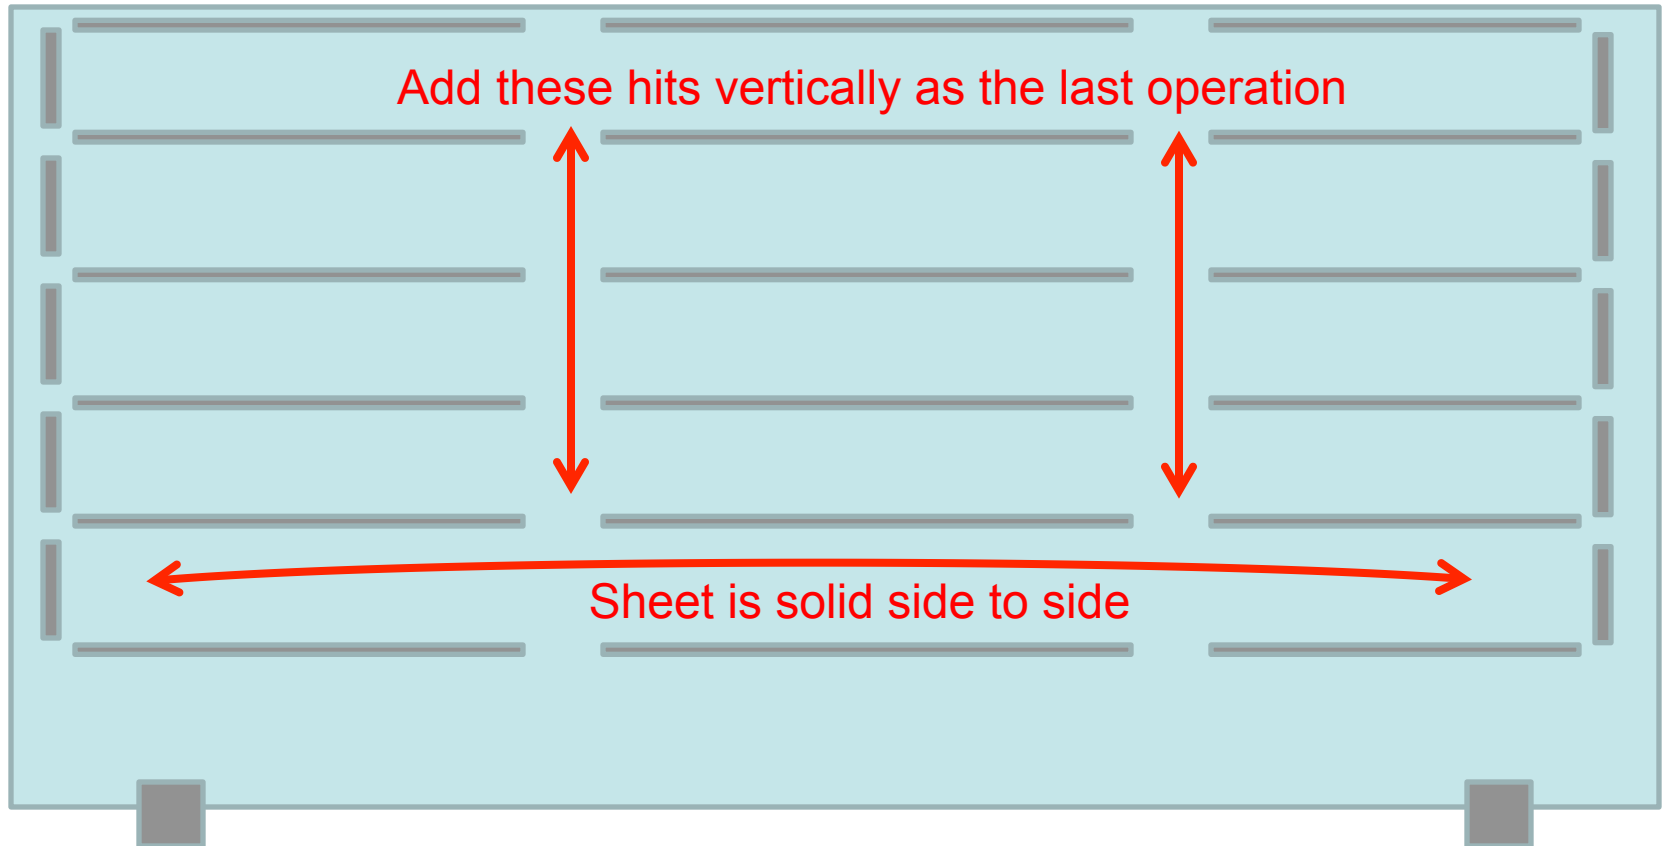 Add these hits vertically as the last operation
Sheet is solid side to side